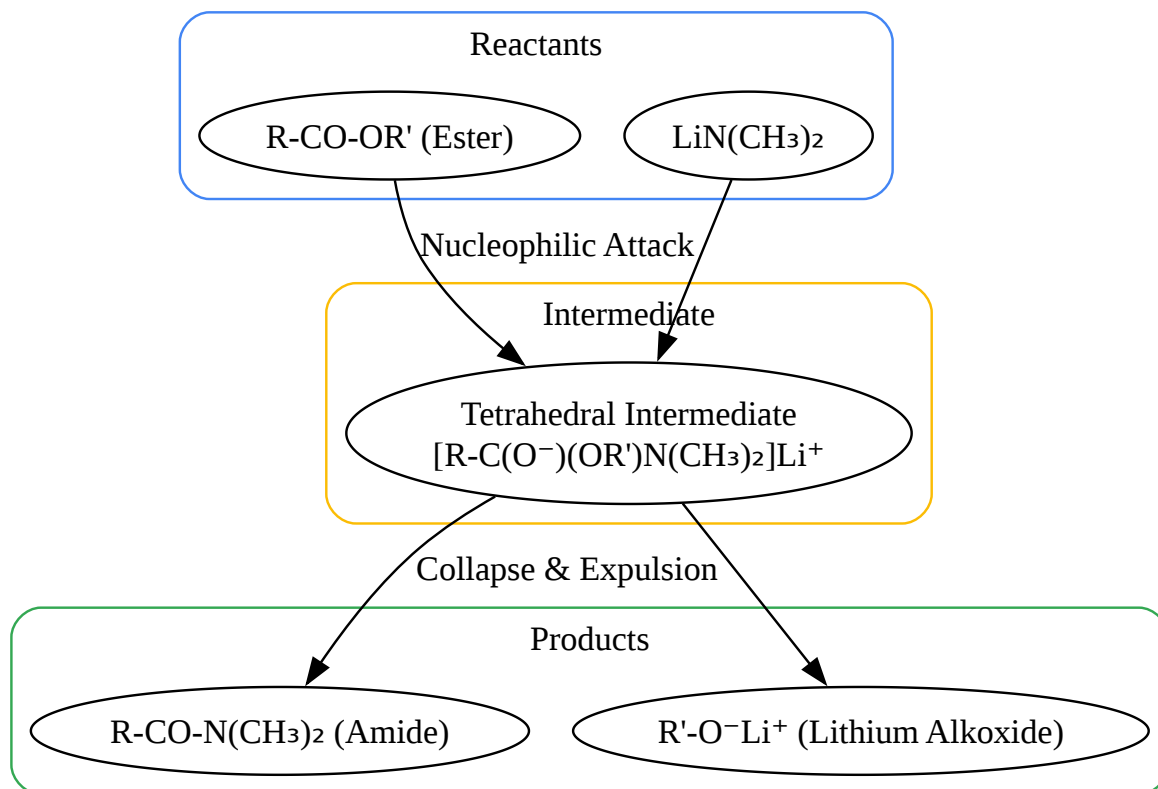 Reactants
R-CO-OR' (Ester)
LiN(CH₃)₂
Nucleophilic Attack
Intermediate
Tetrahedral Intermediate
[R-C(O⁻)(OR')N(CH₃)₂]Li⁺
Collapse & Expulsion
Products
R-CO-N(CH₃)₂ (Amide)
R'-O⁻Li⁺ (Lithium Alkoxide)